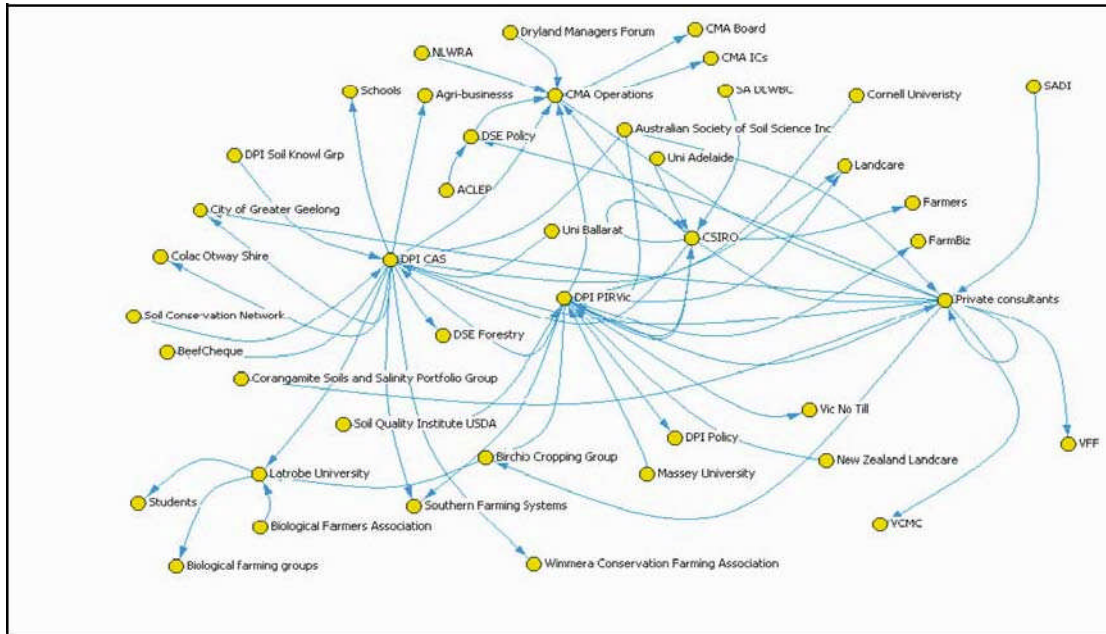 Dryland Managers Forum
CMA Board
NLWRA
CMA ICs
Schools
Agri-businesss
CMA Operations
SA DLWBC
Cornell Univeristy
SADI
DSE Policy
Australian Society of Soil Science Inc
DPI Soil Knowl Grp
Uni Adelaide
Landcare
ACLEP
City of Greater Geelong
Farmers
Uni Ballarat
CSIRO
FarmBiz
Colac Otway Shire
DPI CAS
DPI PIRVic
Private consultants
Soil Conservation Network
DSE Forestry
BeefCheque
Corangamite Soils and Salinity Portfolio Group
Vic No Till
Soil Quality Institute USDA
DPI Policy
VFF
Birchip Cropping Group
New Zealand Landcare
Latrobe University
Massey University
Students
Southern Farming Systems
Biological Farmers Association
VCMC
Biological farming groups
Wimmera Conservation Farming Association